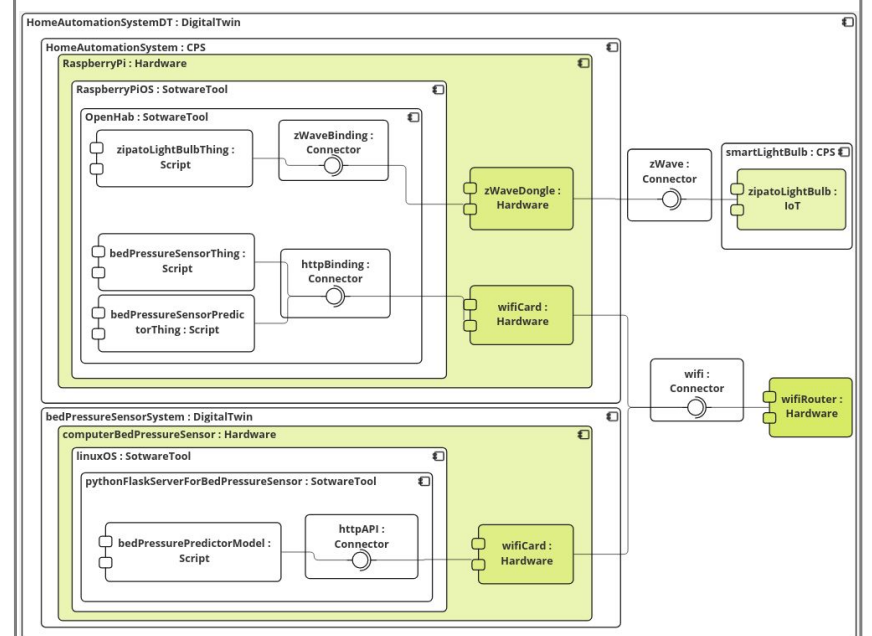 HomeAutomationSystemDT : DigitalTwin
HomeAutomationSystem : CPS
RaspberryPi : Hardware
RaspberryPiOS : SotwareTool
OpenHab : SotwareTool
zipatoLightBulbThing :
Script
zWaveBinding :
Connector
zWaveDongle :
Hardware
zWave :
Connector
smartLightBulb : CPS
zipatoLightBulb :
IoT
bedPressureSensorThing :
Script
httpBinding :
Connector
bedPressureSensorPredic
torThing : Script
wifiCard :
Hardware
wifi :
Connector
wifiRouter :
Hardware
bedPressureSensorSystem : DigitalTwin
computerBedPressureSensor : Hardware
linuxOS : SotwareTool
pythonFlaskServerForBedPressureSensor : SotwareTool
bedPressurePredictorModel :
Script
httpAPI :
Connector
wifiCard :
Hardware